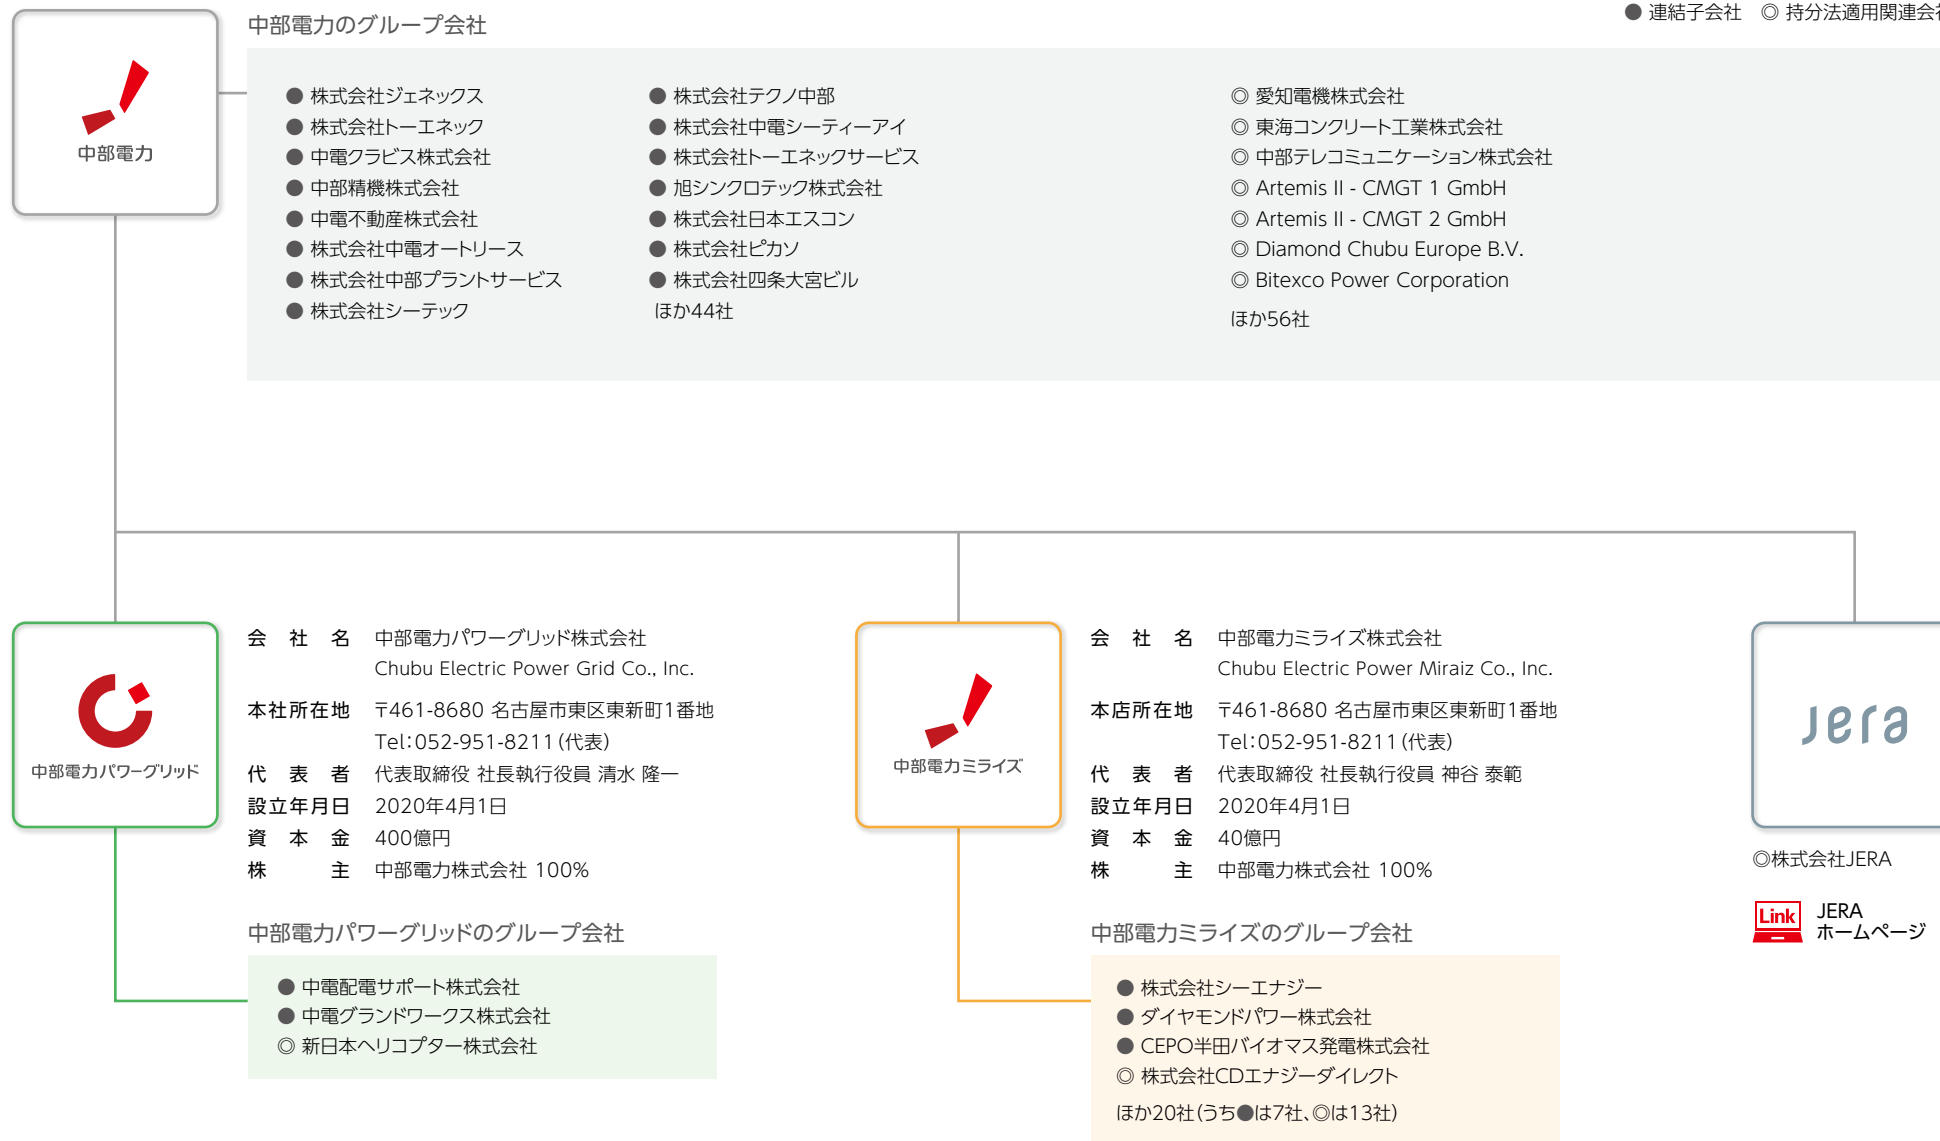 ● 連結子会社 ◎ 持分法適用関連会
中部電力
中部電力のグループ会社
● 株式会社ジェネックス
● 株式会社トーエネック
● 中電クラビス株式会社
● 中部精機株式会社
● 中電不動産株式会社
● 株式会社中電オートリース
● 株式会社中部プラントサービス
● 株式会社シーテック
● 株式会社テクノ中部
● 株式会社中電シーティーアイ
● 株式会社トーエネックサービス
● 旭シンクロテック株式会社
● 株式会社日本エスコン
● 株式会社ピカソ
● 株式会社四条大宮ビル
ほか44社
◎ 愛知電機株式会社
◎ 東海コンクリート工業株式会社
◎ 中部テレコミュニケーション株式会社
◎ Artemis II - CMGT 1 GmbH
◎ Artemis II - CMGT 2 GmbH
◎ Diamond Chubu Europe B.V.
◎ Bitexco Power Corporation
ほか56社
中部電力パワーグリッド
会社名 中部電力パワーグリッド株式会社
Chubu Electric Power Grid Co., Inc.
本社所在地 〒461-8680 名古屋市東区東新町1番地
Tel:052-951-8211(代表)
代表者 代表取締役 社長執行役員 清水 隆一
設立年月日 2020年4月1日
資本金 400億円
株主 中部電力株式会社 100%
中部電力パワーグリッドのグループ会社
● 中電配電サポート株式会社
● 中電グランドワークス株式会社
◎ 新日本ヘリコプター株式会社
中部電力ミライズ
会社名 中部電力ミライズ株式会社
Chubu Electric Power Miraiz Co., Inc.
本店所在地 〒461-8680 名古屋市東区東新町1番地
Tel:052-951-8211(代表)
代表者 代表取締役 社長執行役員 神谷 泰範
設立年月日 2020年4月1日
資本金 40億円
株主 中部電力株式会社 100%
中部電力ミライズのグループ会社
● 株式会社シーエナジー
● ダイヤモンドパワー株式会社
● CEPO半田バイオマス発電株式会社
◎ 株式会社CDエナジーダイレクト
ほか20社(うち●は7社、◎は13社)
Jera
◎株式会社JERA
Link JERA
ホームページ